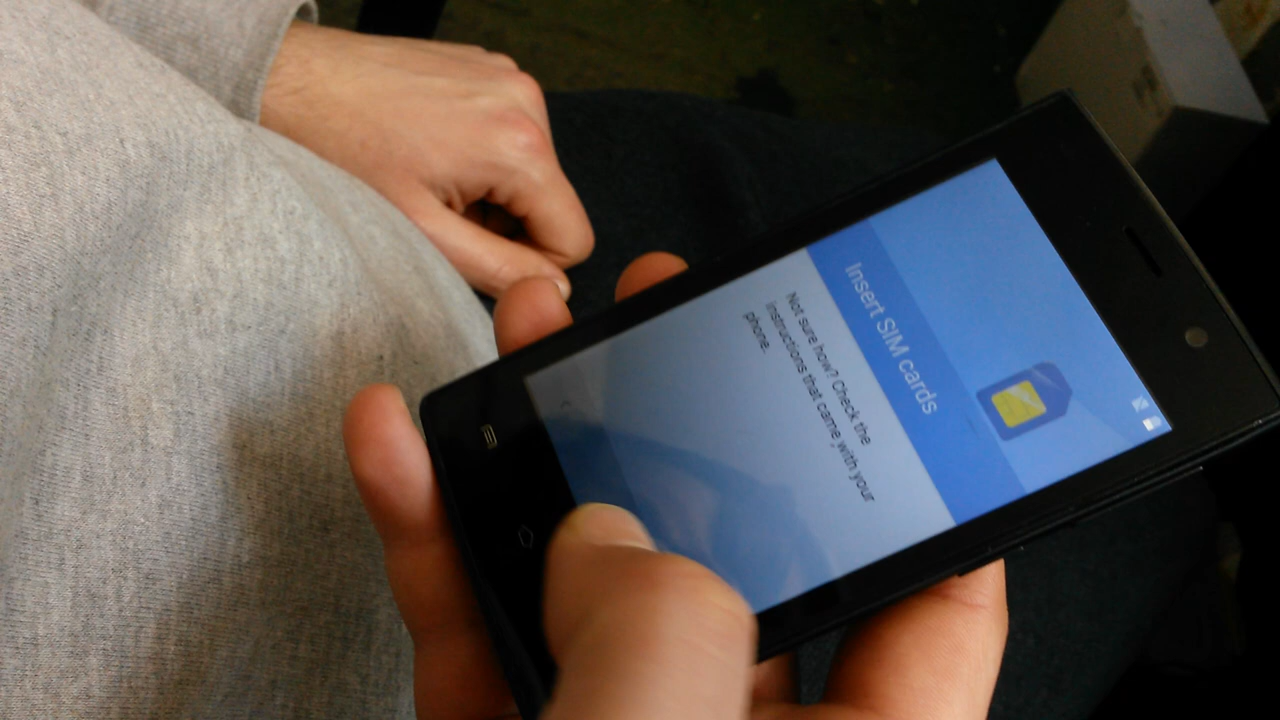 Insert SIM cards
Not sure how? Check the
instructions that came with your
phone.